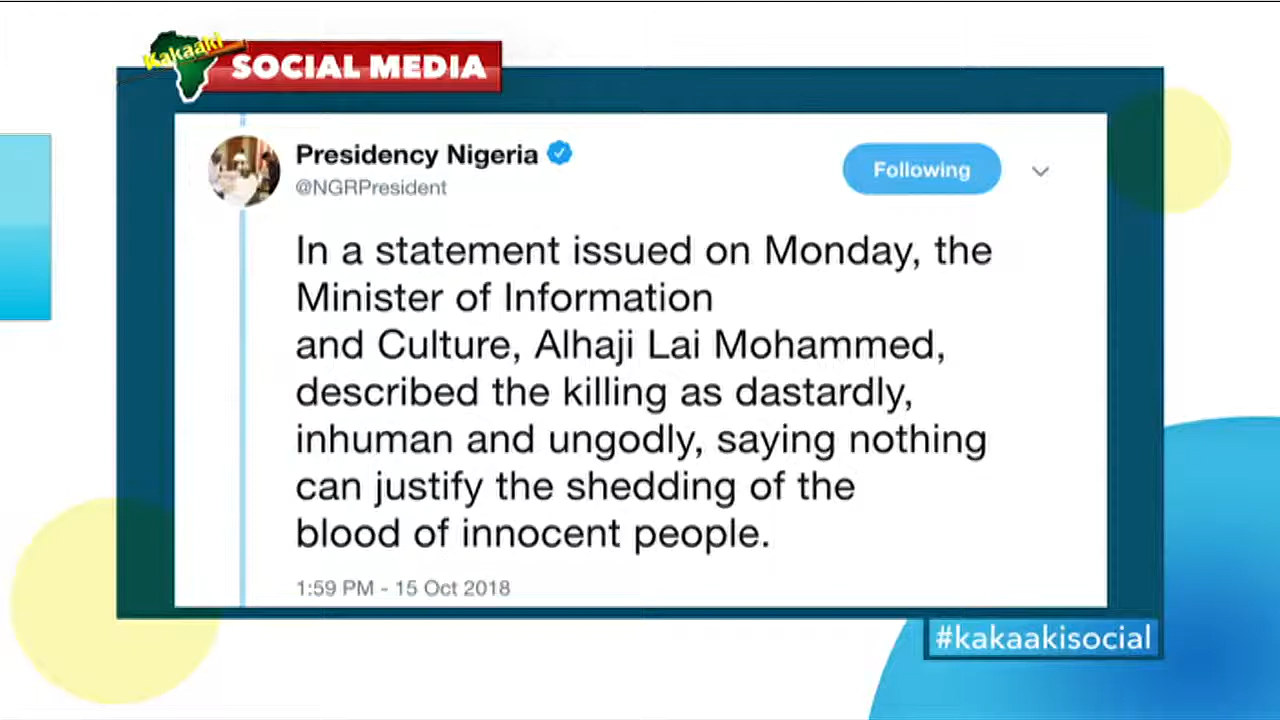 Kakaaki
SOCIAL MEDIA
Presidency Nigeria
@NGRPresident
Following
In a statement issued on Monday, the
Minister of Information
and Culture, Alhaji Lai Mohammed,
described the killing as dastardly,
inhuman and ungodly, saying nothing
can justify the shedding of the
blood of innocent people.
1:59 PM - 15 Oct 2018
#kakaakisocial